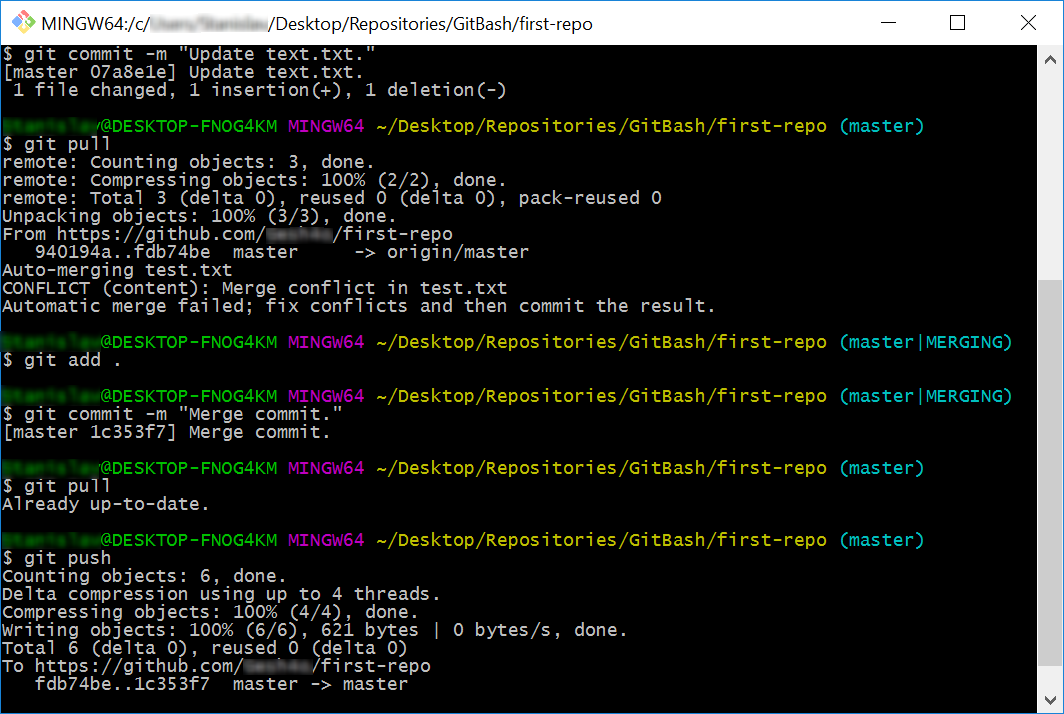 MINGW64:/c/ /Desktop/Repositories/GitBash/first-repo
$ git commit -m "Update text.txt."
[master 07a8e1e] Update text.txt.
 1 file changed, 1 insertion(+), 1 deletion(-)
@DESKTOP-FNOG4KM MINGW64 ~/Desktop/Repositories/GitBash/first-repo (master)
$ git pull
remote: Counting objects: 3, done.
remote: Compressing objects: 100% (2/2), done.
remote: Total 3 (delta 0), reused 0 (delta 0), pack-reused 0
Unpacking objects: 100% (3/3), done.
From https://github.com/ /first-repo
   940194a..fdb74be  master     -> origin/master
Auto-merging test.txt
CONFLICT (content): Merge conflict in test.txt
Automatic merge failed; fix conflicts and then commit the result.
@DESKTOP-FNOG4KM MINGW64 ~/Desktop/Repositories/GitBash/first-repo (master|MERGING)
$ git add .
@DESKTOP-FNOG4KM MINGW64 ~/Desktop/Repositories/GitBash/first-repo (master|MERGING)
$ git commit -m "Merge commit."
[master 1c353f7] Merge commit.
@DESKTOP-FNOG4KM MINGW64 ~/Desktop/Repositories/GitBash/first-repo (master)
$ git pull
Already up-to-date.
@DESKTOP-FNOG4KM MINGW64 ~/Desktop/Repositories/GitBash/first-repo (master)
$ git push
Counting objects: 6, done.
Delta compression using up to 4 threads.
Compressing objects: 100% (4/4), done.
Writing objects: 100% (6/6), 621 bytes | 0 bytes/s, done.
Total 6 (delta 0), reused 0 (delta 0)
To https://github.com/ /first-repo
   fdb74be..1c353f7  master -> master